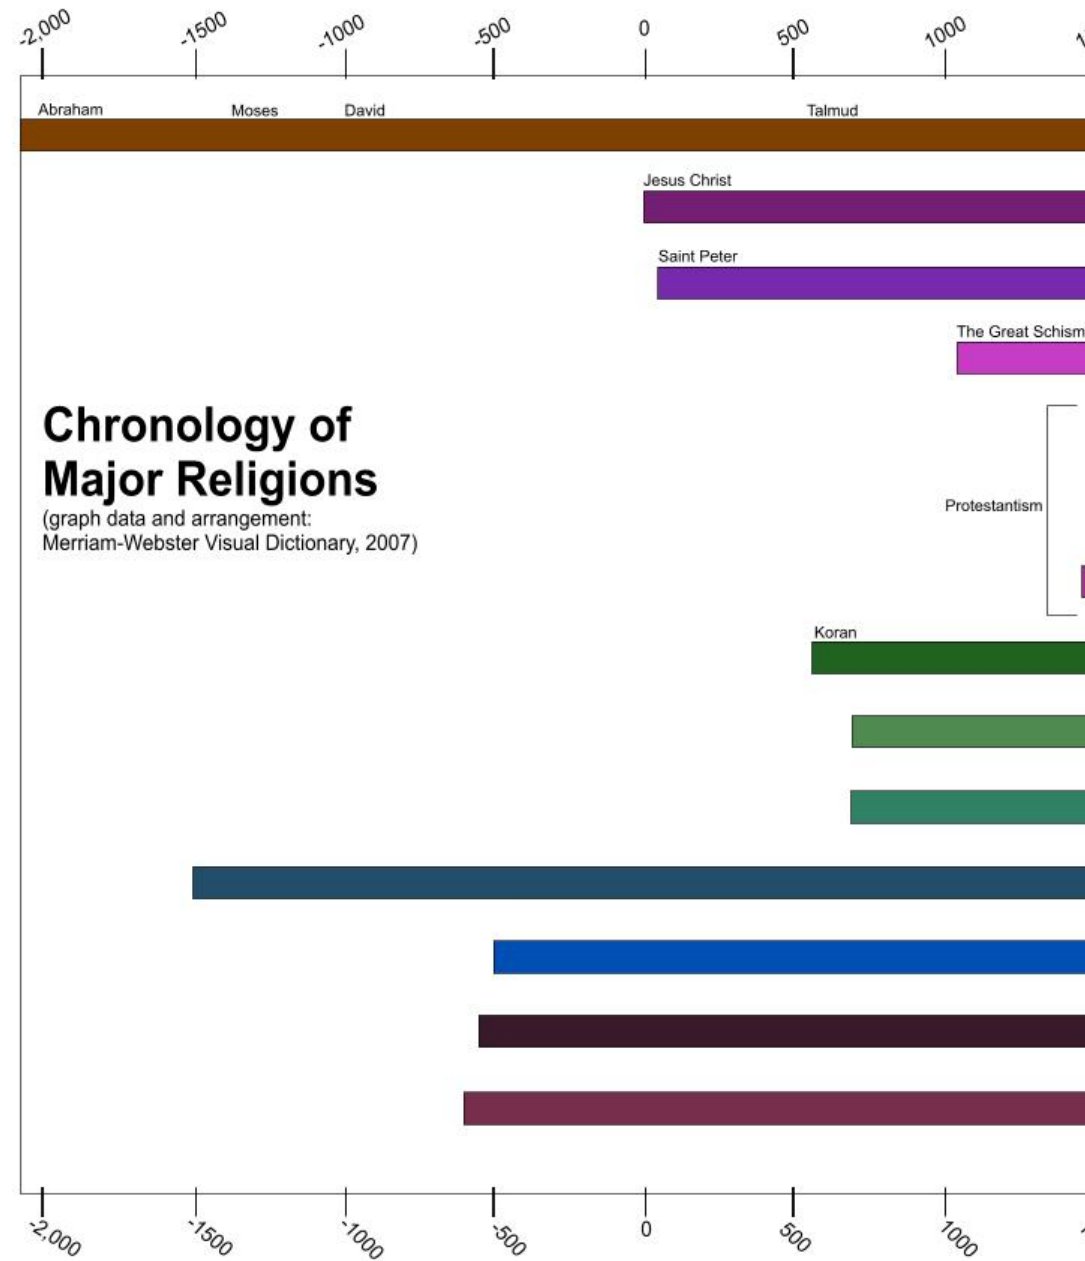 -2,000
-1500
-1000
-500
0
500
1000
Abraham
Moses
David
Talmud
Jesus Christ
Saint Peter
The Great Schism
Chronology of
Major Religions
(graph data and arrangement:
Merriam-Webster Visual Dictionary, 2007)
Protestantism
Koran
-2,000
-1500
-1000
-500
0
500
1000